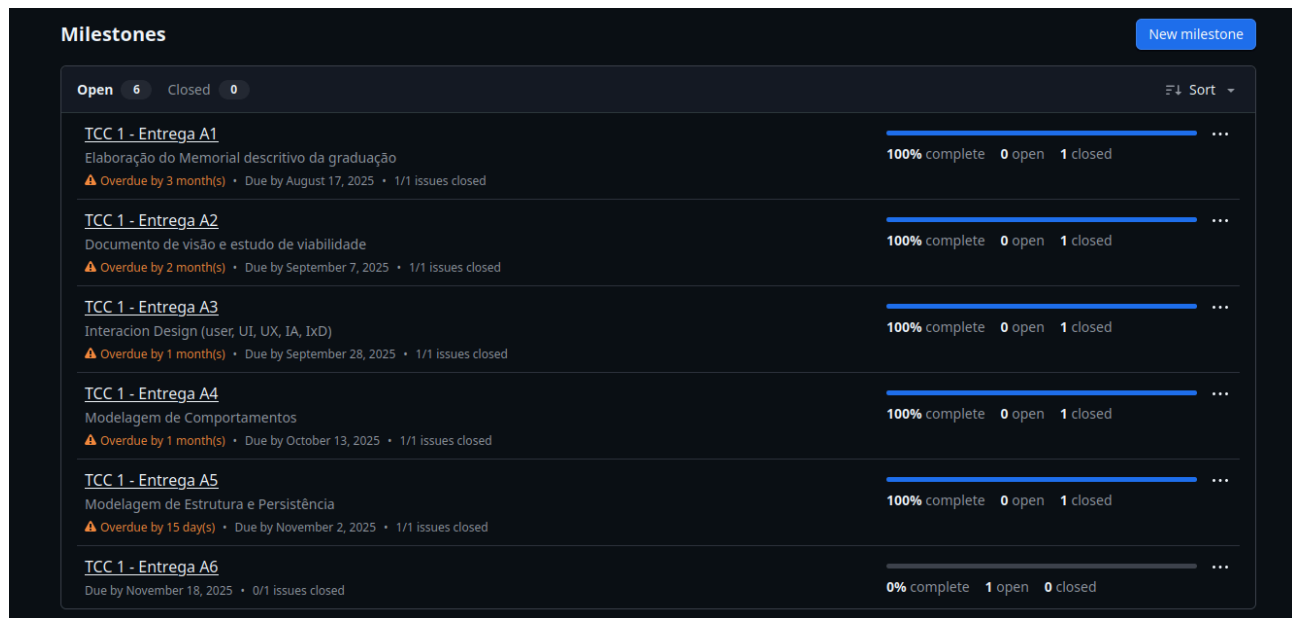 Milestones
New milestone
Open 6 Closed 0
Sort
TCC 1 - Entrega A1
100% complete 0 open 1 closed
Elaboração do Memorial descritivo da graduação
Overdue by 3 month(s) • Due by August 17, 2025 • 1/1 issues closed
TCC 1 - Entrega A2
100% complete 0 open 1 closed
Documento de visão e estudo de viabilidade
Overdue by 2 month(s) • Due by September 7, 2025 • 1/1 issues closed
TCC 1 - Entrega A3
100% complete 0 open 1 closed
Interacion Design (user, UI, UX, IA, IxD)
Overdue by 1 month(s) • Due by September 28, 2025 • 1/1 issues closed
TCC 1 - Entrega A4
100% complete 0 open 1 closed
Modelagem de Comportamentos
Overdue by 1 month(s) • Due by October 13, 2025 • 1/1 issues closed
TCC 1 - Entrega A5
100% complete 0 open 1 closed
Modelagem de Estrutura e Persistência
Overdue by 15 day(s) • Due by November 2, 2025 • 1/1 issues closed
TCC 1 - Entrega A6
0% complete 1 open 0 closed
Due by November 18, 2025 • 0/1 issues closed